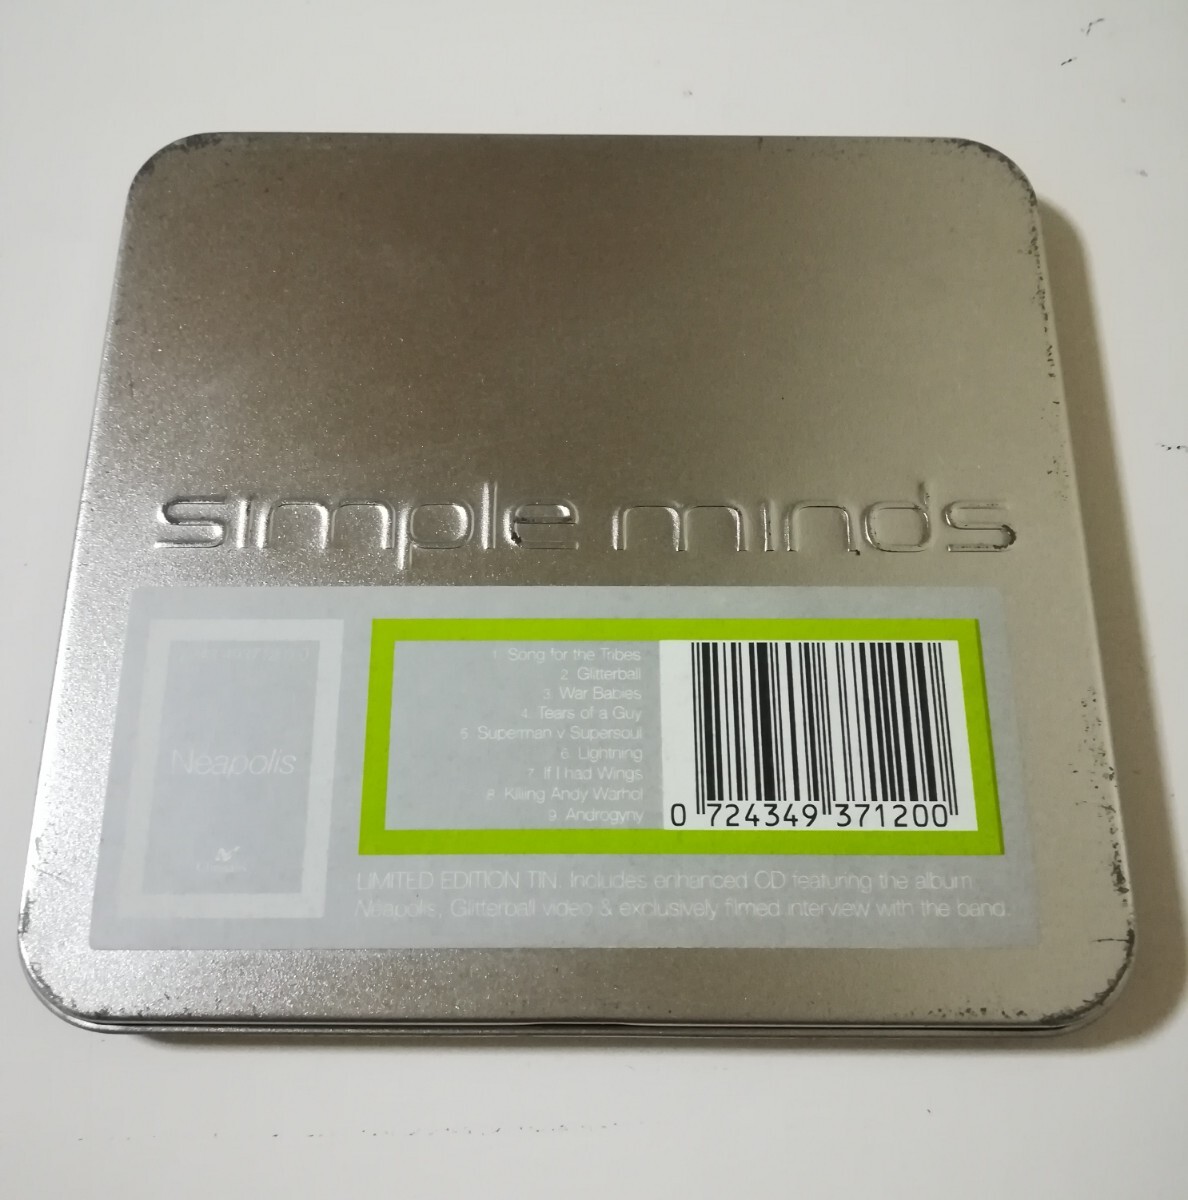 simple minds
Neapolis
1. Song for the Tribes
2. Glitterball
3. War Babies
4. Tears of a Guy
5. Superman v Supersoul
6. Lightning
7. If I had Wings
8. Killing Andy Warhol
9. Androgyny
0 724349 371200
LIMITED EDITION TIN. Includes enhanced CD featuring the album
Neapolis, Glitterball video & exclusively filmed interview with the band.